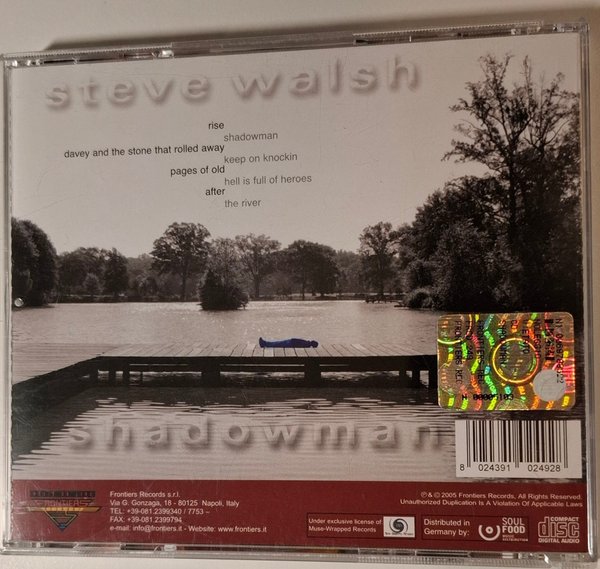 steve walsh
rise
shadowman
davey and the stone that rolled away
keep on knockin
pages of old
hell is full of heroes
after
the river
shadowman
N 00005103
8 024391 024928
Frontiers Records s.r.l.
Via G. Gonzaga, 18 - 80125 Napoli, Italy
TEL: +39-081.2399340 / 7753 –
FAX: +39-081.2399794
e-mail: info@frontiers.it - Website: www.frontiers.it
Under exclusive license of
Muse-Wrapped Records
Distributed in
Germany by:
SOUL
FOOD
MUSIC DISTRIBUTION
℗ & © 2005 Frontiers Records, All Rights Reserved.
Unauthorized Duplication Is A Violation Of Applicable Laws
COMPACT
disc
DIGITAL AUDIO